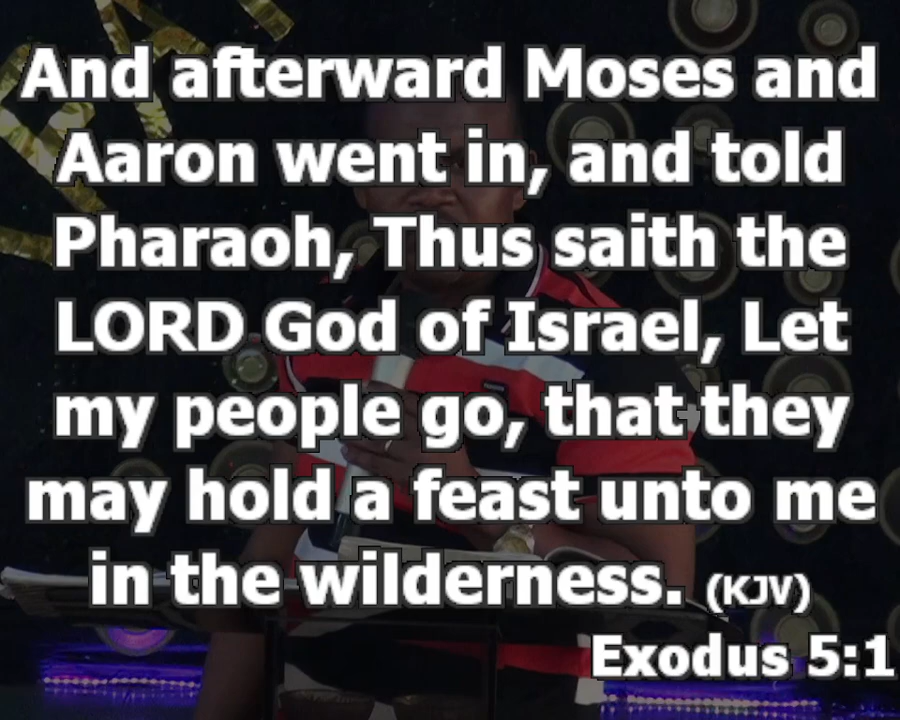 And afterward Moses and
Aaron went in, and told
Pharaoh, Thus saith the
LORD God of Israel, Let
my people go, that they
may hold a feast unto me
in the wilderness. (KJV)
Exodus 5:1